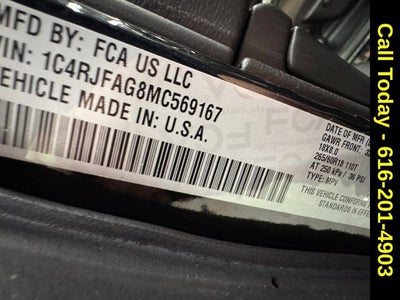 MFD BY: FCA US LLC
VIN: 1C4RJFAG8MC569167
VEHICLE MADE IN: U.S.A.
DATE OF MFR
GAWR FRONT:
18X8.0
265/60R18 110T
AT 250 kPa / 36 PSI
TYPE: MPV
THIS VEHICLE CONFORMS
STANDARDS IN EFFECT
Call Today - 616-201-4903